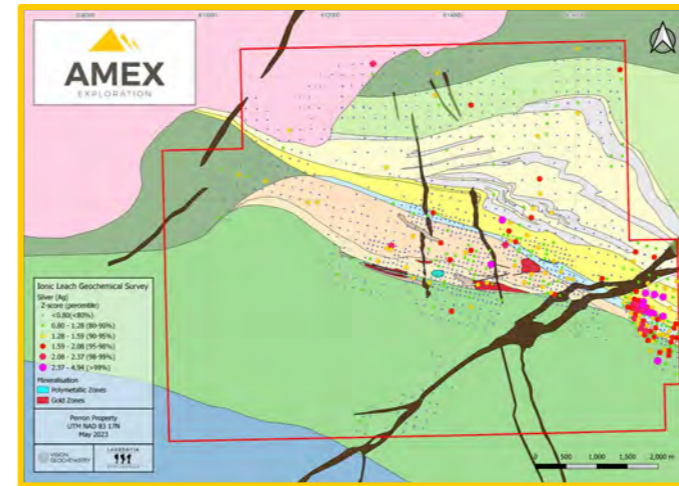 AMEX
EXPLORATION
Ionic Leach Geochemical Survey
Silver (Ag)
Z-score (percentile)
<0.80(<80%)
0.80 - 1.28 (80-90%)
1.28 - 1.59 (90-95%)
1.59 - 2.08 (95-98%)
2.08 - 2.37 (98-99%)
2.37 - 4.94 (>99%)
Mineralisation
Polymetallic Zones
Gold Zones
Perron Property
UTM NAD 83 17N
May 2023
VISION
GEOCHEMISTRY
LAURENTIA
0 500 1,000 1,500 2,000 m